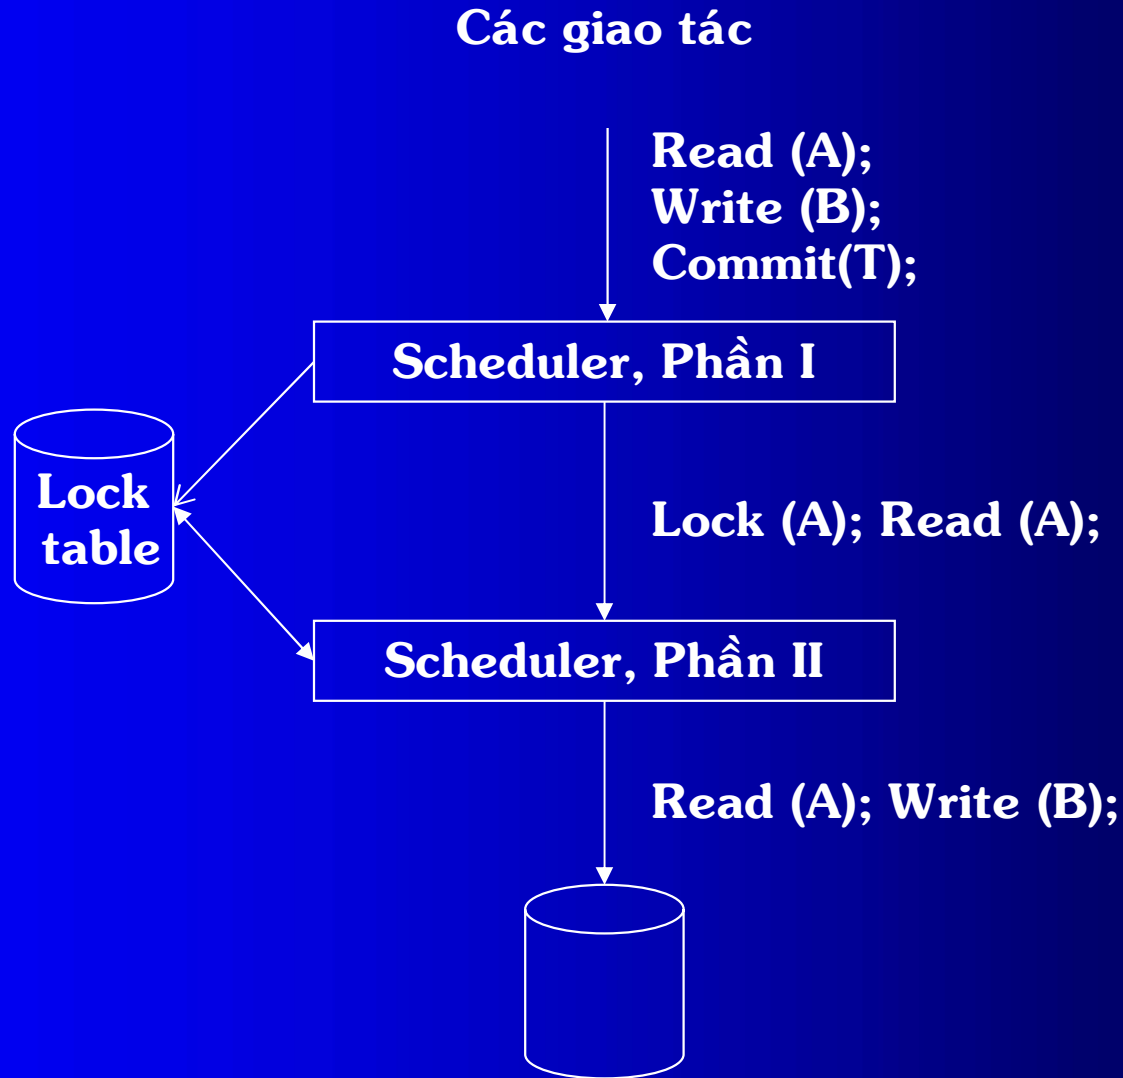 Các giao tác
Read (A);
Write (B);
Commit(T);
Scheduler, Phần I
Lock
table
Lock (A); Read (A);
Scheduler, Phần II
Read (A); Write (B);